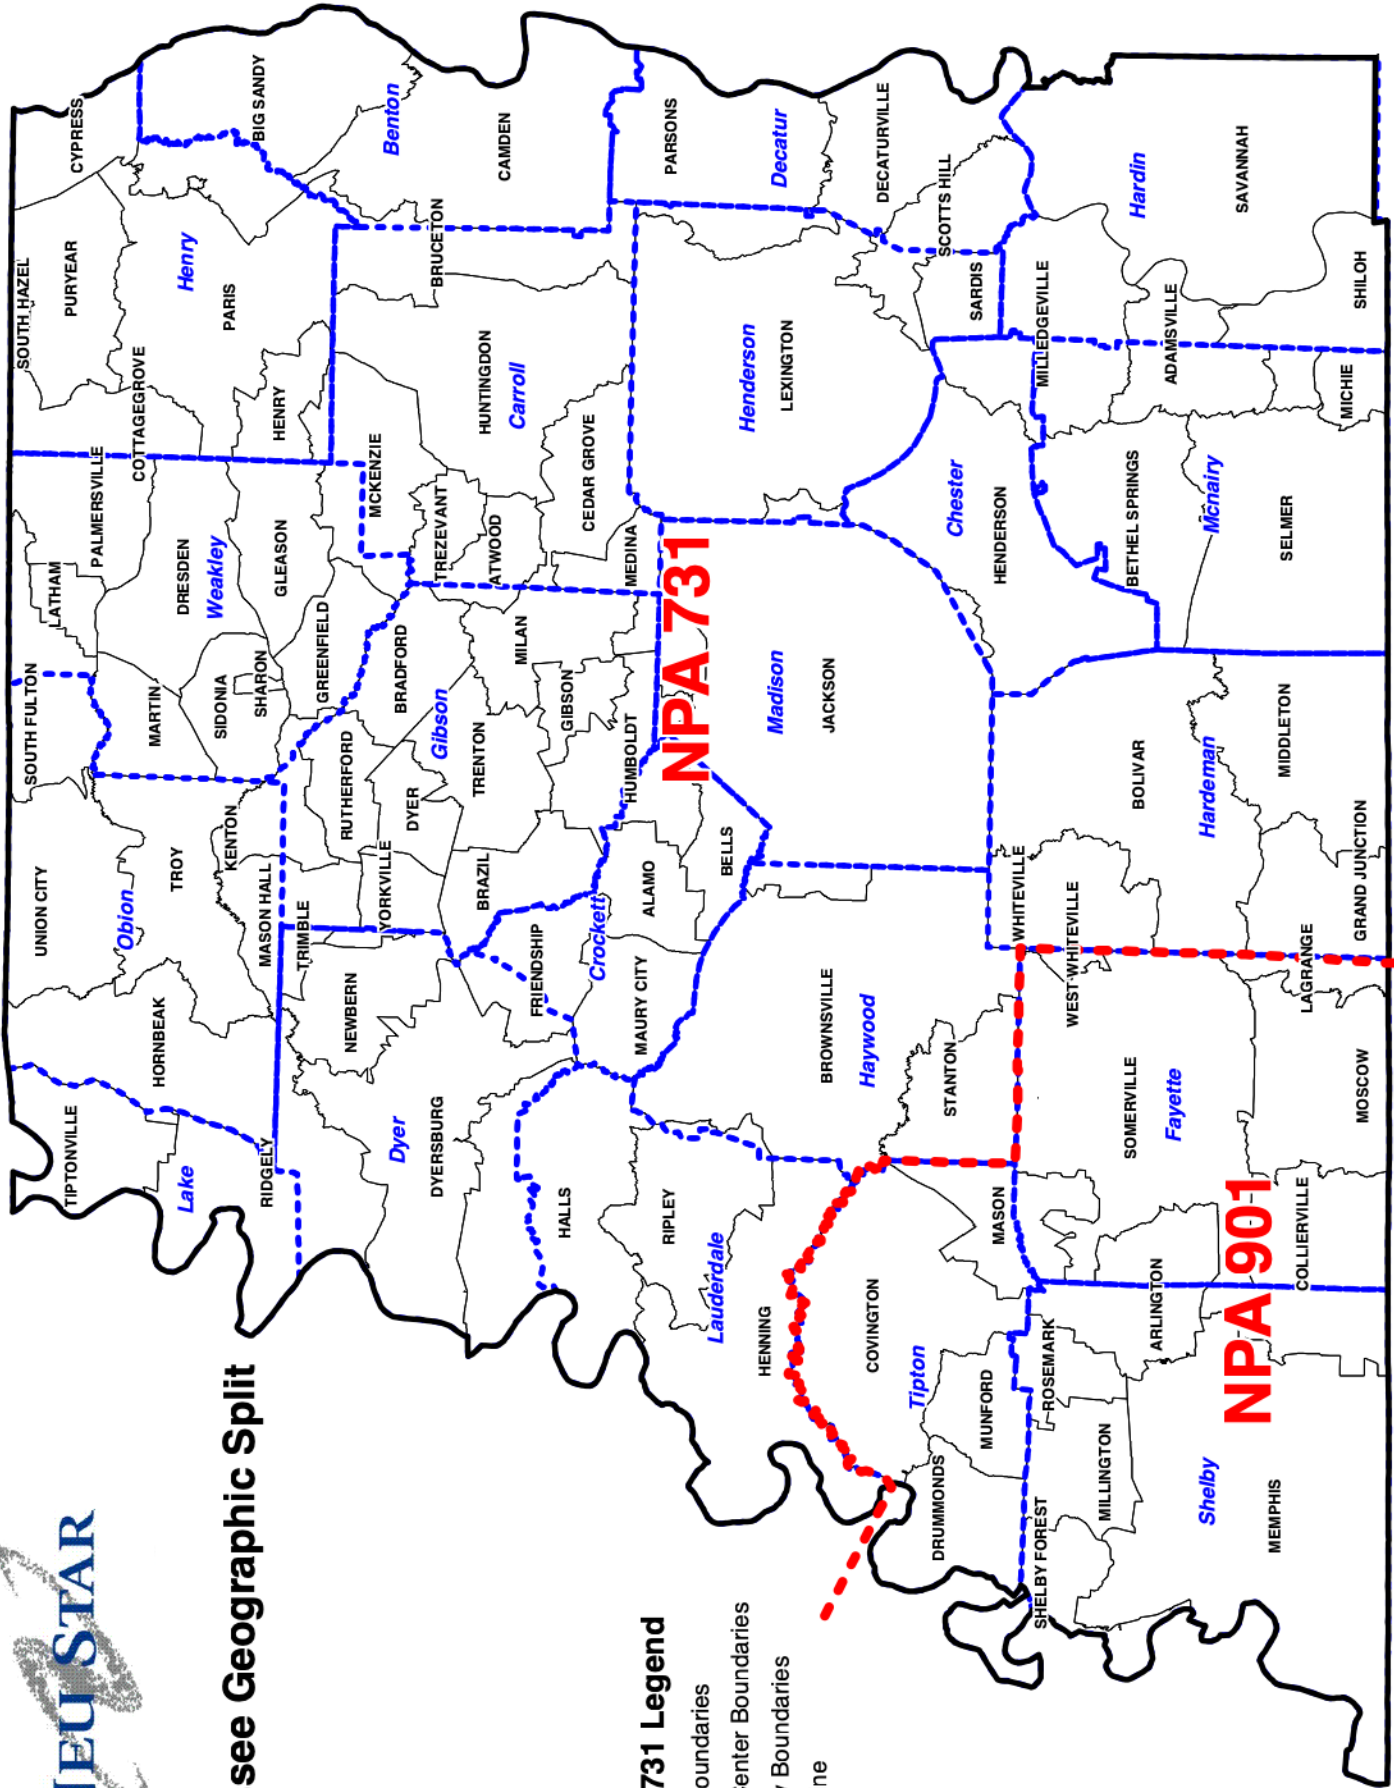 NEUSTAR
see Geographic Split
731 Legend
oundaries
enter Boundaries
y Boundaries
ne
UNION CITY
SOUTH FULTON
SOUTH HAZEL
TIPTONVILLE
LATHAM
PALMERSVILLE
PURYEAR
CYPRESS
Obion
COTTAGEGROVE
HORNBEAK
TROY
MARTIN
DRESDEN
Henry
Lake
KENTON
SIDONIA
Weakley
PARIS
RIDGELY
MASON HALL
SHARON
GLEASON
HENRY
BIG SANDY
TRIMBLE
GREENFIELD
NEWBERN
RUTHERFORD
MCKENZIE
Benton
Dyer
YORKVILLE
DYER
BRADFORD
DYERSBURG
Gibson
TREZEVANT
BRUCETON
BRAZIL
TRENTON
ATWOOD
HUNTINGDON
Carroll
CAMDEN
FRIENDSHIP
MILAN
HALLS
GIBSON
CEDAR GROVE
Crockett
HUMBOLDT
MEDINA
MAURY CITY
ALAMO
RIPLEY
NPA 731
PARSONS
Lauderdale
BELLS
Henderson
HENNING
Madison
LEXINGTON
Decatur
BROWNSVILLE
JACKSON
COVINGTON
Haywood
DECATURVILLE
Tipton
DRUMMONDS
STANTON
Chester
SCOTTS HILL
MUNFORD
MASON
HENDERSON
SARDIS
WHITEVILLE
SHELBY FOREST
ROSEMARK
MILLEDGEVILLE
WEST WHITEVILLE
MILLINGTON
SOMERVILLE
BOLIVAR
BETHEL SPRINGS
Hardin
ARLINGTON
Fayette
ADAMSVILLE
Shelby
Hardeman
Mcnairy
NPA 901
SAVANNAH
MEMPHIS
MIDDLETON
SELMER
COLLIERVILLE
LAGRANGE
MOSCOW
GRAND JUNCTION
MICHIE
SHILOH